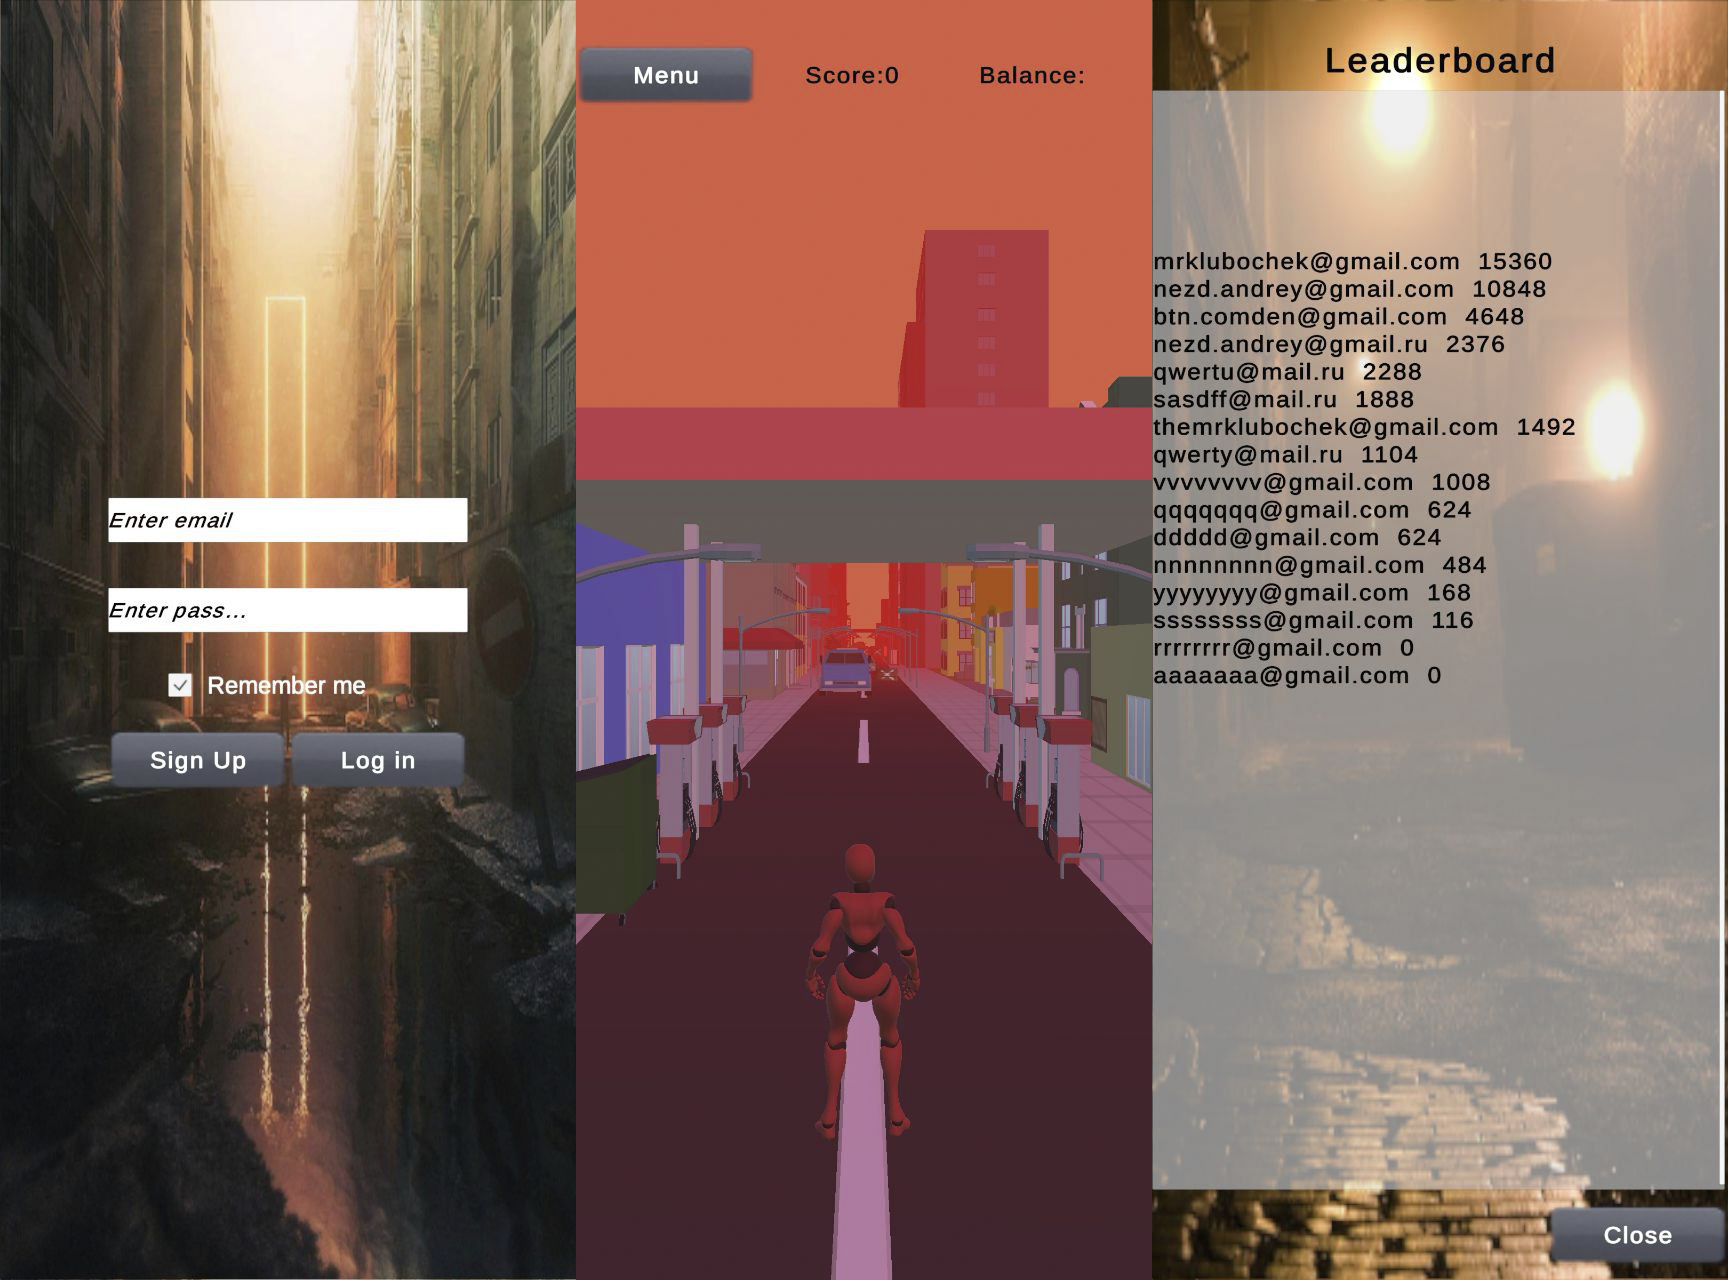 Enter email
Enter pass...
Remember me
Sign Up
Log in
Menu
Score:0
Balance:
Leaderboard
mrklubochek@gmail.com 15360
nezd.andrey@gmail.com 10848
btn.comden@gmail.com 4648
nezd.andrey@gmail.ru 2376
qwertu@mail.ru 2288
sasdff@mail.ru 1888
themrklubochek@gmail.com 1492
qwerty@mail.ru 1104
vvvvvvvv@gmail.com 1008
qqqqqqq@gmail.com 624
ddddd@gmail.com 624
nnnnnnnn@gmail.com 484
yyyyyyyy@gmail.com 168
ssssssss@gmail.com 116
rrrrrrrr@gmail.com 0
aaaaaaa@gmail.com 0
Close